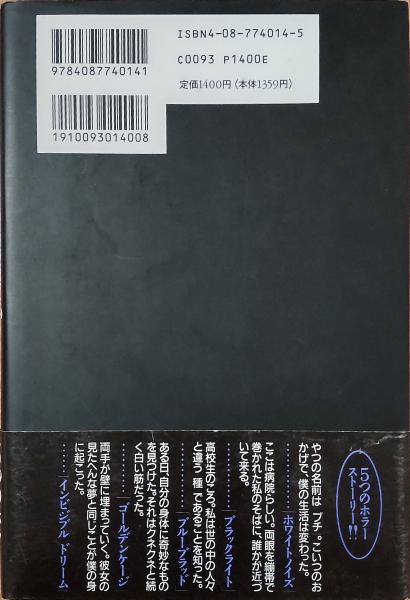 ISBN4-08-774014-5
C0093 P1400E
定価1400円(本体1359円)
9784087740141
1910093014008
5つのホラー
ストーリー!!
やつの名前は「プチ」。こいつのお
かげで、僕の生活は変わった。
……「ホワイトノイズ」
ここは病院らしい。両眼を繃帯で
巻かれた私のそばに、誰かが近づ
いて来る。
……「ブラックライト」
高校生のころ、私は世の中の人々
と違う「種」であることを知った。
……「ブルーブラッド」
ある日、自分の身体に奇妙なもの
を見つけた。それはクネクネと続
く白い筋だった。
……「ゴールデンケージ」
両手が壁に埋まっていく。彼女の
見たへんな夢と同じことが僕の身
に起こった。
……「インビジブル ドリーム」